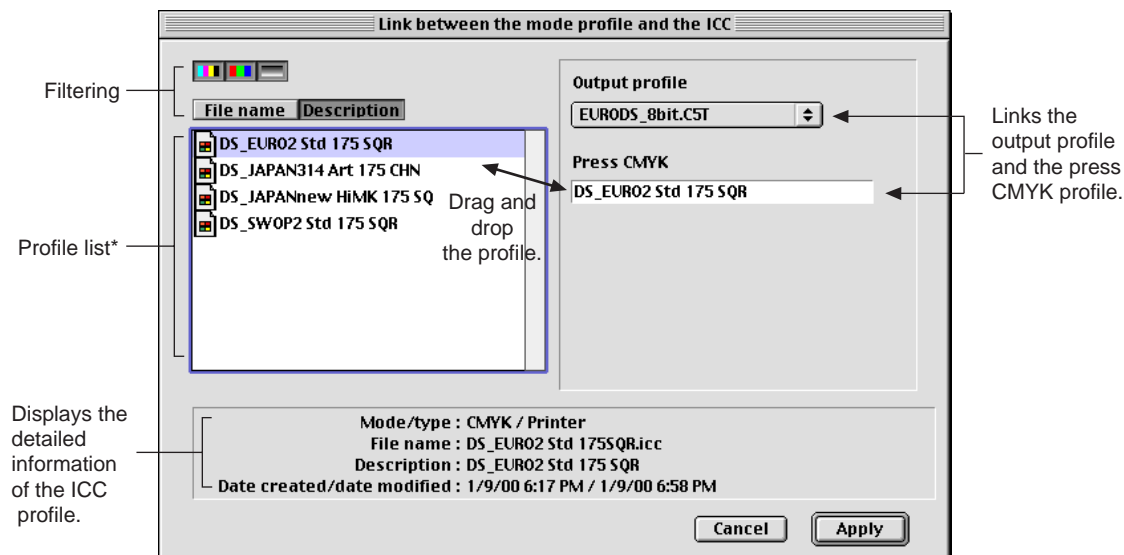 Link between the mode profile and the ICC
Filtering
File name Description
DS_EURO2 Std 175 SQR
DS_JAPAN314 Art 175 CHN
DS_JAPANnew HiMK 175 SQ
DS_SWOP2 Std 175 SQR
Profile list*
Drag and
drop
the profile.
Output profile
EURODS_8bit.C5T
Press CMYK
DS_EURO2 Std 175 SQR
Links the
output profile
and the press
CMYK profile.
Displays the
detailed
information
of the ICC
profile.
Mode/type : CMYK / Printer
File name : DS_EURO2 Std 175SQR.icc
Description : DS_EURO2 Std 175 SQR
Date created/date modified : 1/9/00 6:17 PM / 1/9/00 6:58 PM
Cancel Apply